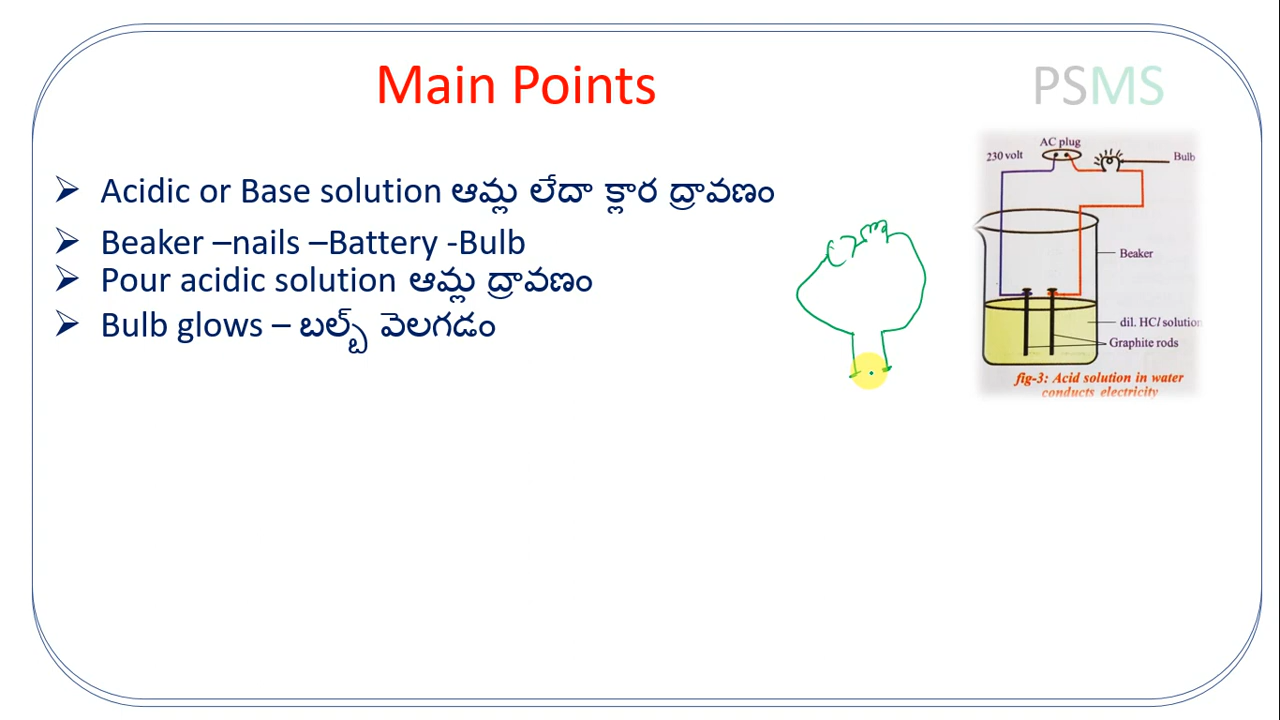 Main Points
PSMS
➢ Acidic or Base solution ఆమ్ల లేదా క్లార ద్రావణం
➢ Beaker –nails –Battery -Bulb
➢ Pour acidic solution ఆమ్ల ద్రావణం
➢ Bulb glows – బల్బ్ వెలగడం
AC plug
230 volt
Bulb
Beaker
dil. HCl solution
Graphite rods
fig-3: Acid solution in water
conducts electricity